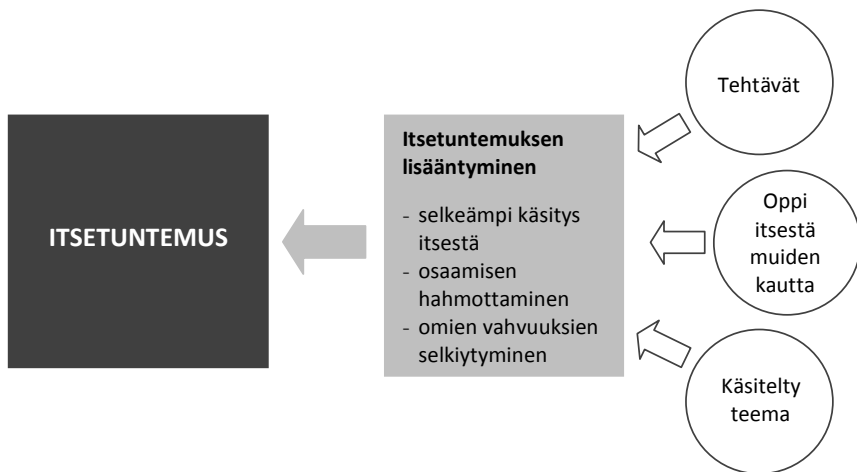 ITSETUNTEMUS
Itsetuntemuksen
lisääntyminen
- selkeämpi käsitys
itsestä
- osaamisen
hahmottaminen
- omien vahvuuksien
selkiytyminen
Tehtävät
Oppi
itsestä
muiden
kautta
Käsitelty
teema